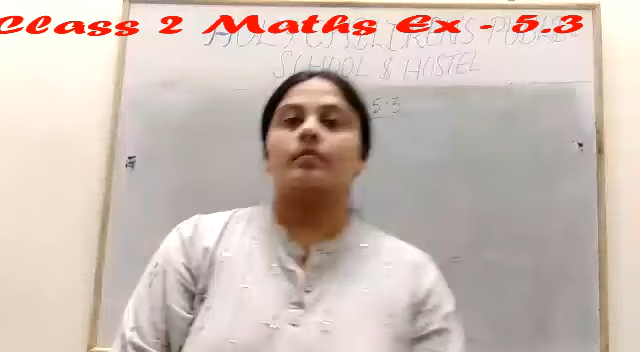 Class 2 Maths Ex - 5.3
HOLY CHILDREN'S PUBLIC
SCHOOL & HOSTEL
5.3